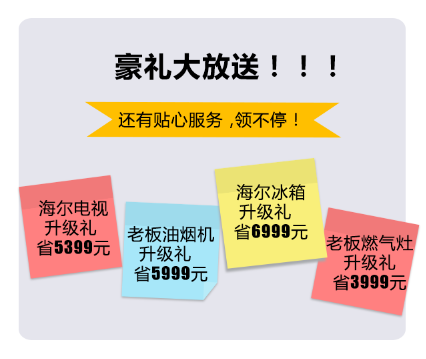 豪礼大放送！！！
还有贴心服务,领不停！
海尔电视
升级礼
省5399元
老板油烟机
升级礼
省5999元
海尔冰箱
升级礼
省6999元
老板燃气灶
升级礼
省3999元